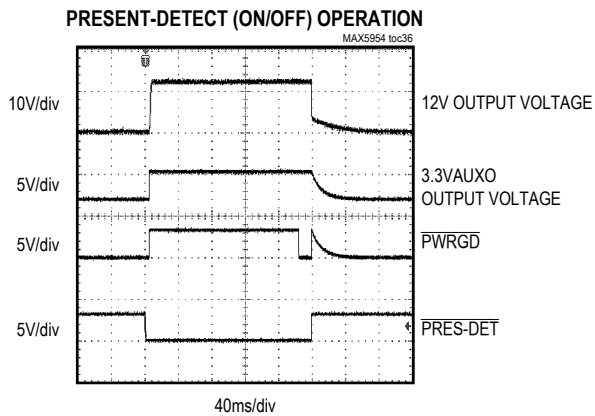 PRESENT-DETECT (ON/OFF) OPERATION
MAX5954 toc36
10V/div
12V OUTPUT VOLTAGE
5V/div
3.3VAUXO
OUTPUT VOLTAGE
5V/div
PWRGD
5V/div
PRES-DET
40ms/div